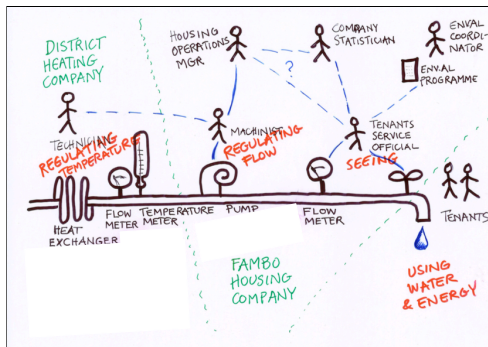 DISTRICT
HEATING
COMPANY
HOUSING
OPERATIONS
MGR
COMPANY
STATISTICIAN
ENVAL
COORDI-
NATOR
ENVAL
PROGRAMME
?
TECHNICIAN
REGULATING
TEMPERATURE
MACHINIST
REGULATING
FLOW
TENANTS
SERVICE
OFFICIAL
SEEING
HEAT
EXCHANGER
FLOW
METER
TEMPERATURE
METER
PUMP
FLOW
METER
TENANTS
FAMBO
HOUSING
COMPANY
USING
WATER
& ENERGY